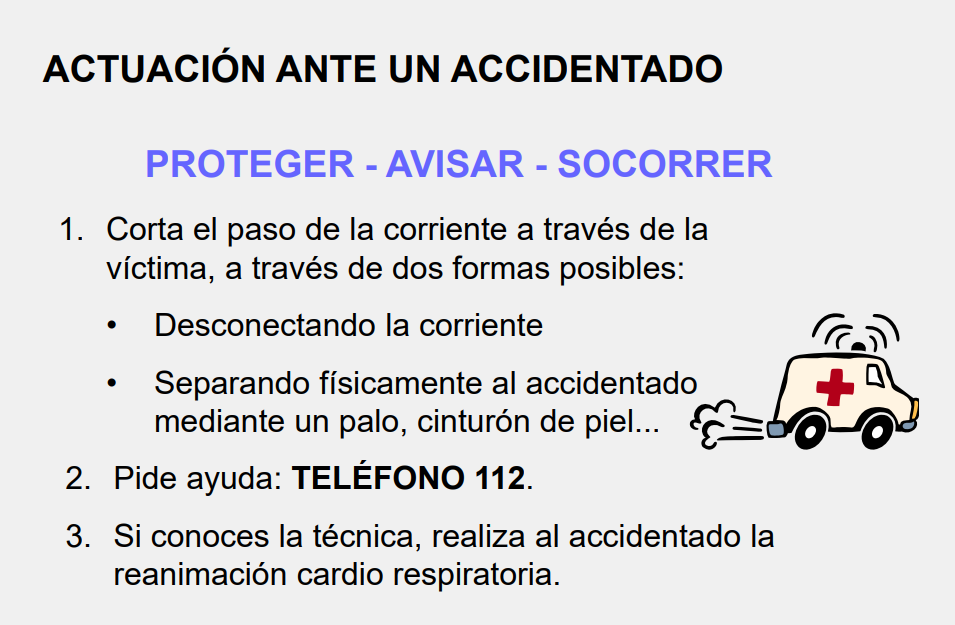 ACTUACIÓN ANTE UN ACCIDENTADO
PROTEGER - AVISAR - SOCORRER
1. Corta el paso de la corriente a través de la
víctima, a través de dos formas posibles:
• Desconectando la corriente
• Separando físicamente al accidentado
mediante un palo, cinturón de piel...
2. Pide ayuda: TELÉFONO 112.
3. Si conoces la técnica, realiza al accidentado la
reanimación cardio respiratoria.